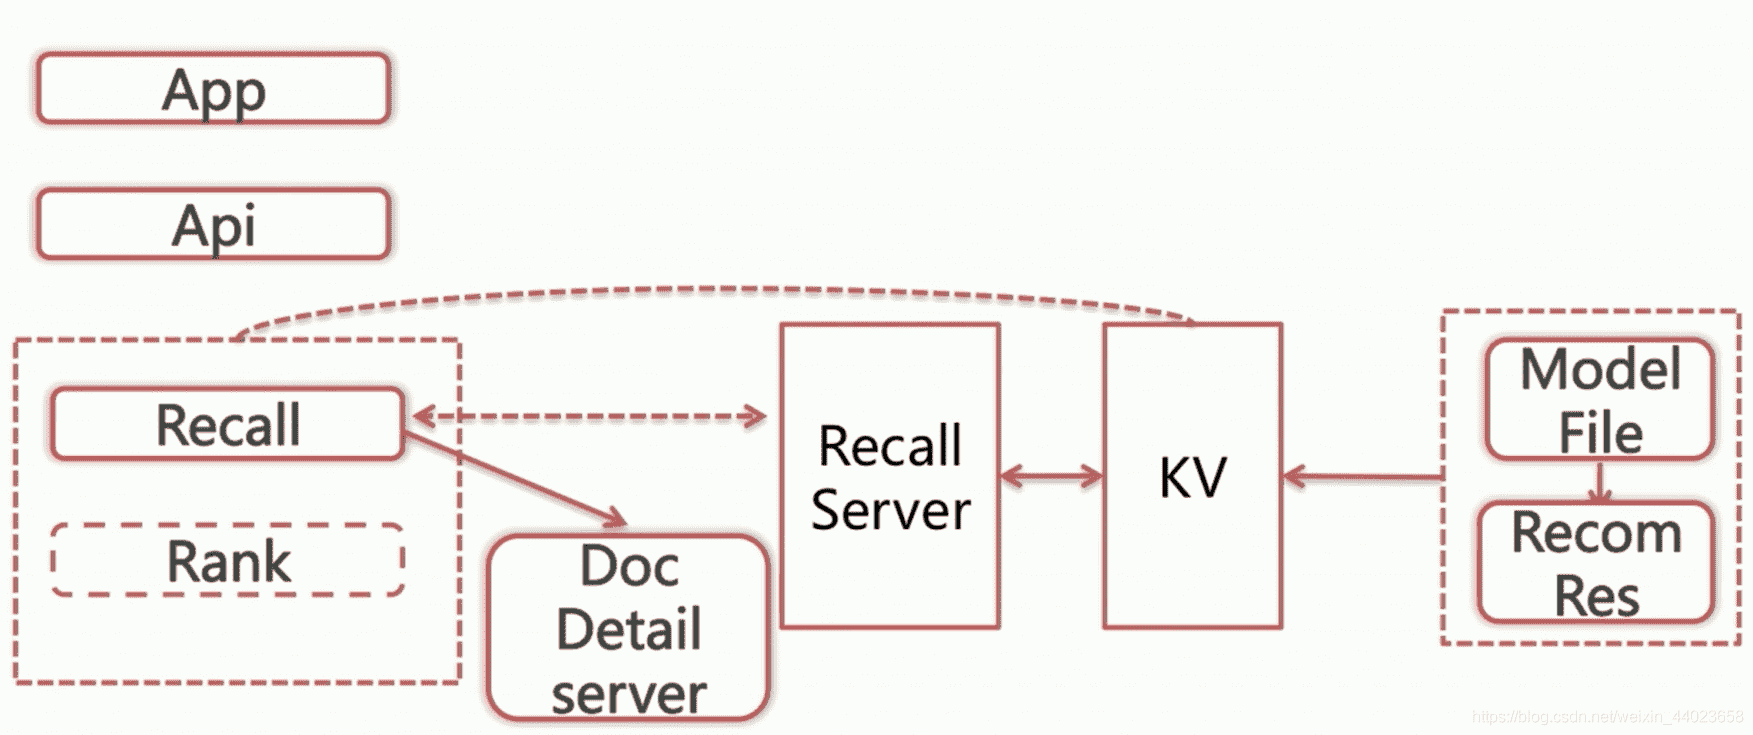 App
Api
Recall
Rank
Doc
Detail
server
Recall
Server
KV
Model
File
Recom
Res
https://blog.csdn.net/weixin_44023658